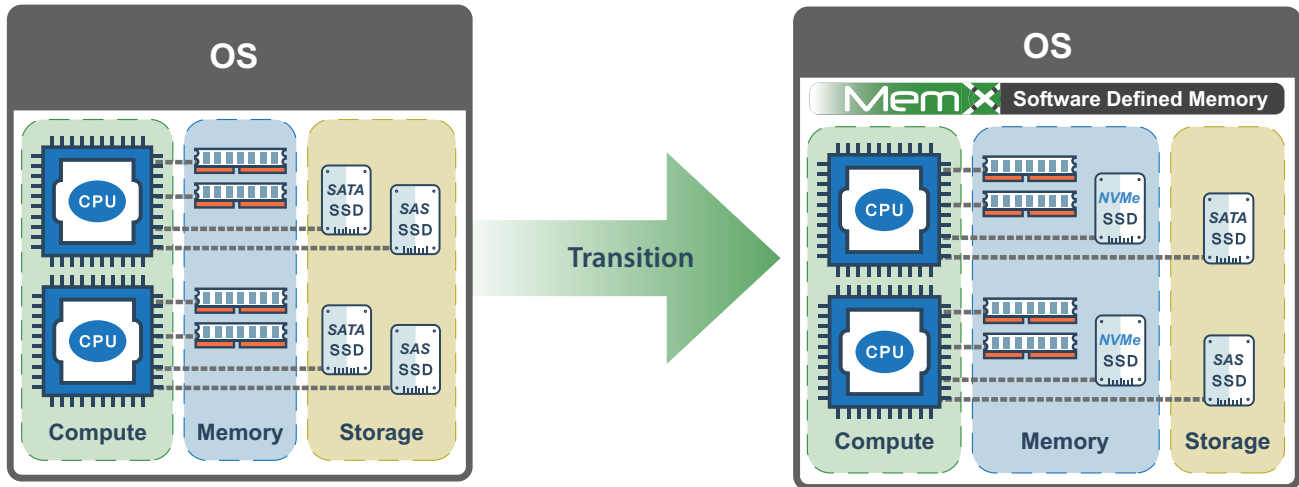 OS
CPU
SATA
SSD
SAS
SSD
CPU
SATA
SSD
SAS
SSD
Compute
Memory
Storage
Transition
OS
MemX Software Defined Memory
CPU
NVMe
SSD
SATA
SSD
CPU
NVMe
SSD
SAS
SSD
Compute
Memory
Storage